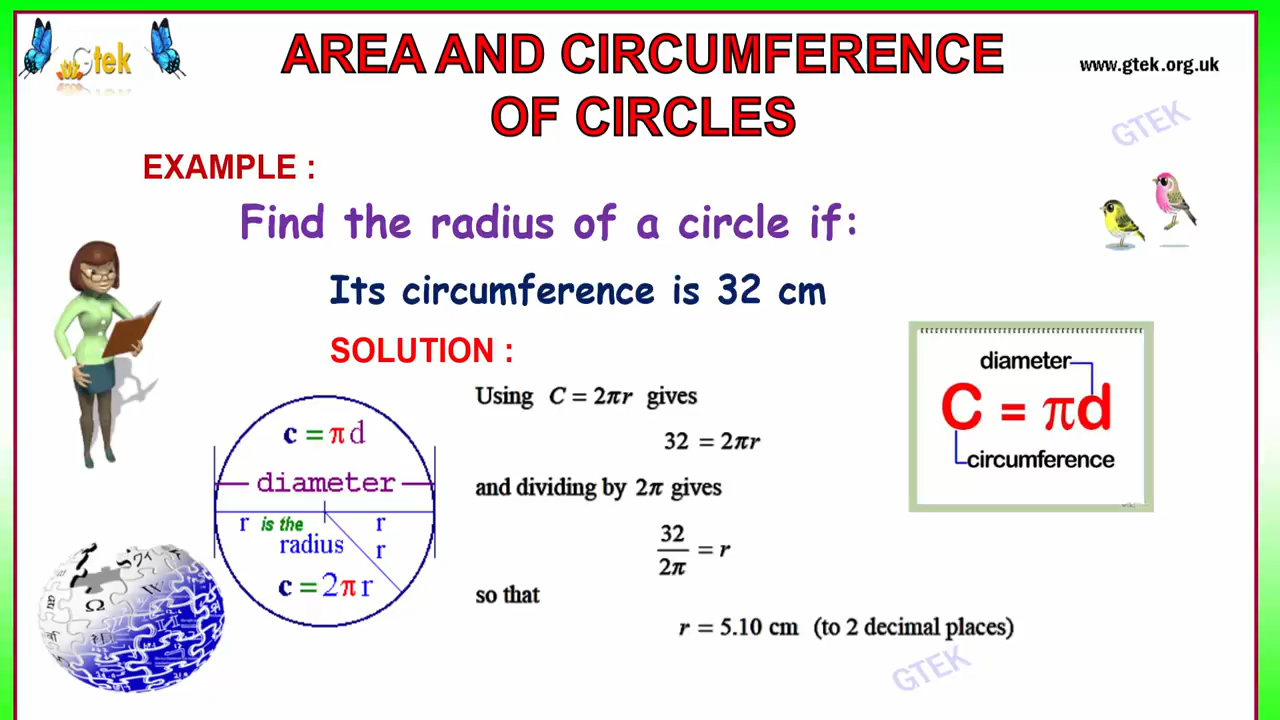 Gtek
AREA AND CIRCUMFERENCE
OF CIRCLES
www.gtek.org.uk
GTEK
EXAMPLE :
Find the radius of a circle if:
Its circumference is 32 cm
SOLUTION :
Using C = 2πr gives
32 = 2πr
and dividing by 2π gives
32/2π = r
so that
r = 5.10 cm (to 2 decimal places)
c = π d
diameter
r is the r
radius r
c = 2 π r
diameter
C = πd
circumference
Ω
W
GTEK